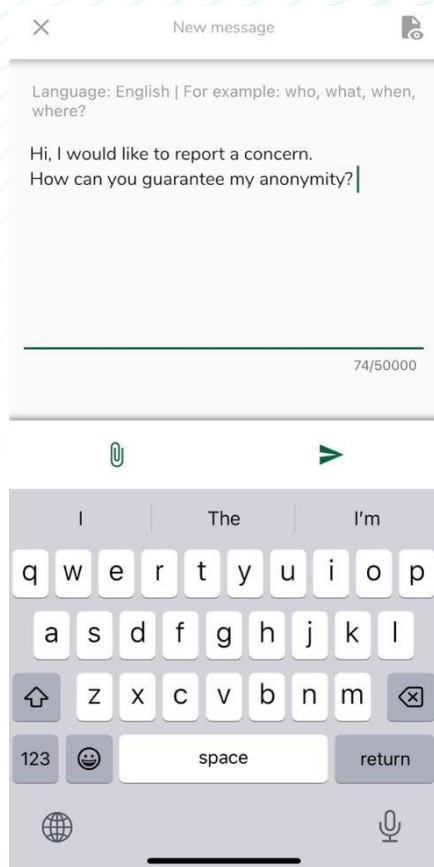 New message
Language: English | For example: who, what, when,
where?
Hi, I would like to report a concern.
How can you guarantee my anonymity?
74/50000
I The I'm
q w e r t y u i o p
a s d f g h j k l
z x c v b n m
123 space return